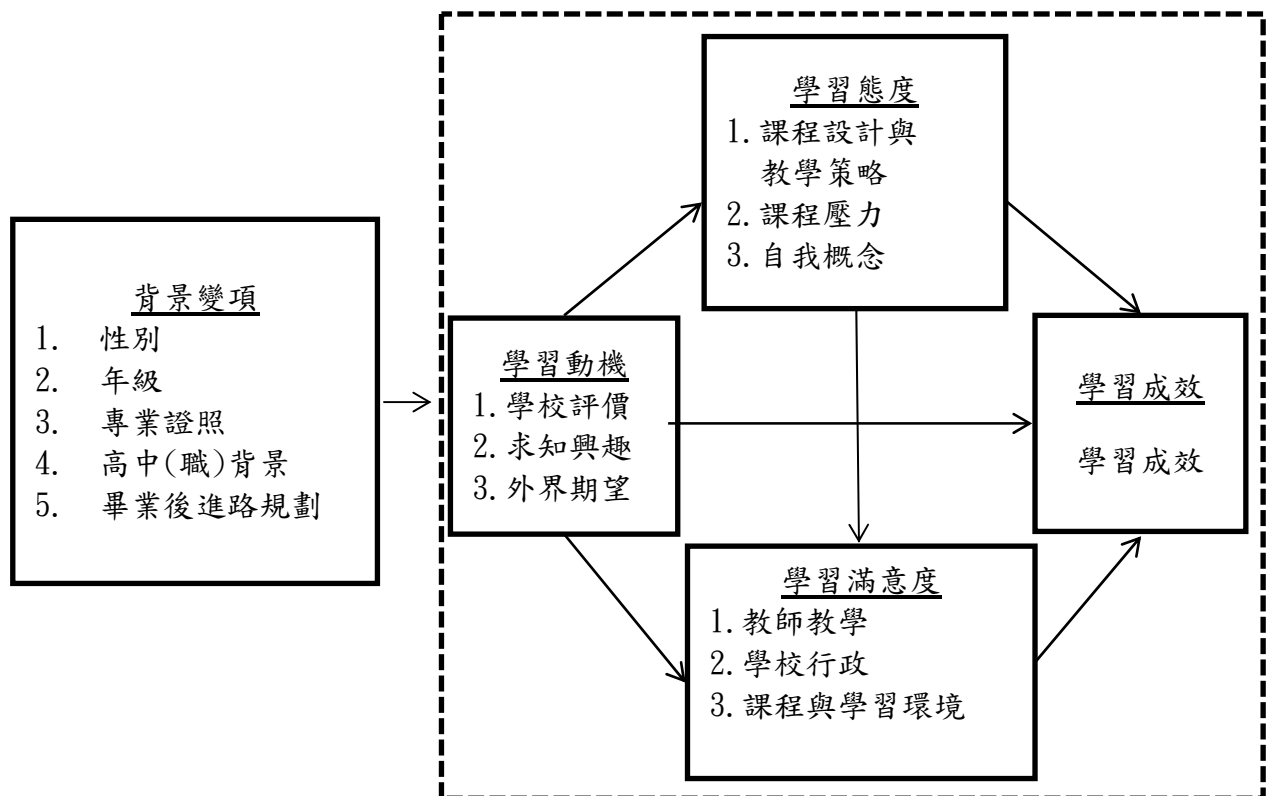 背景變項
1. 性別
2. 年級
3. 專業證照
4. 高中(職)背景
5. 畢業後進路規劃
學習態度
1.課程設計與
教學策略
2.課程壓力
3.自我概念
學習動機
1.學校評價
2.求知興趣
3.外界期望
學習滿意度
1.教師教學
2.學校行政
3.課程與學習環境
學習成效
學習成效